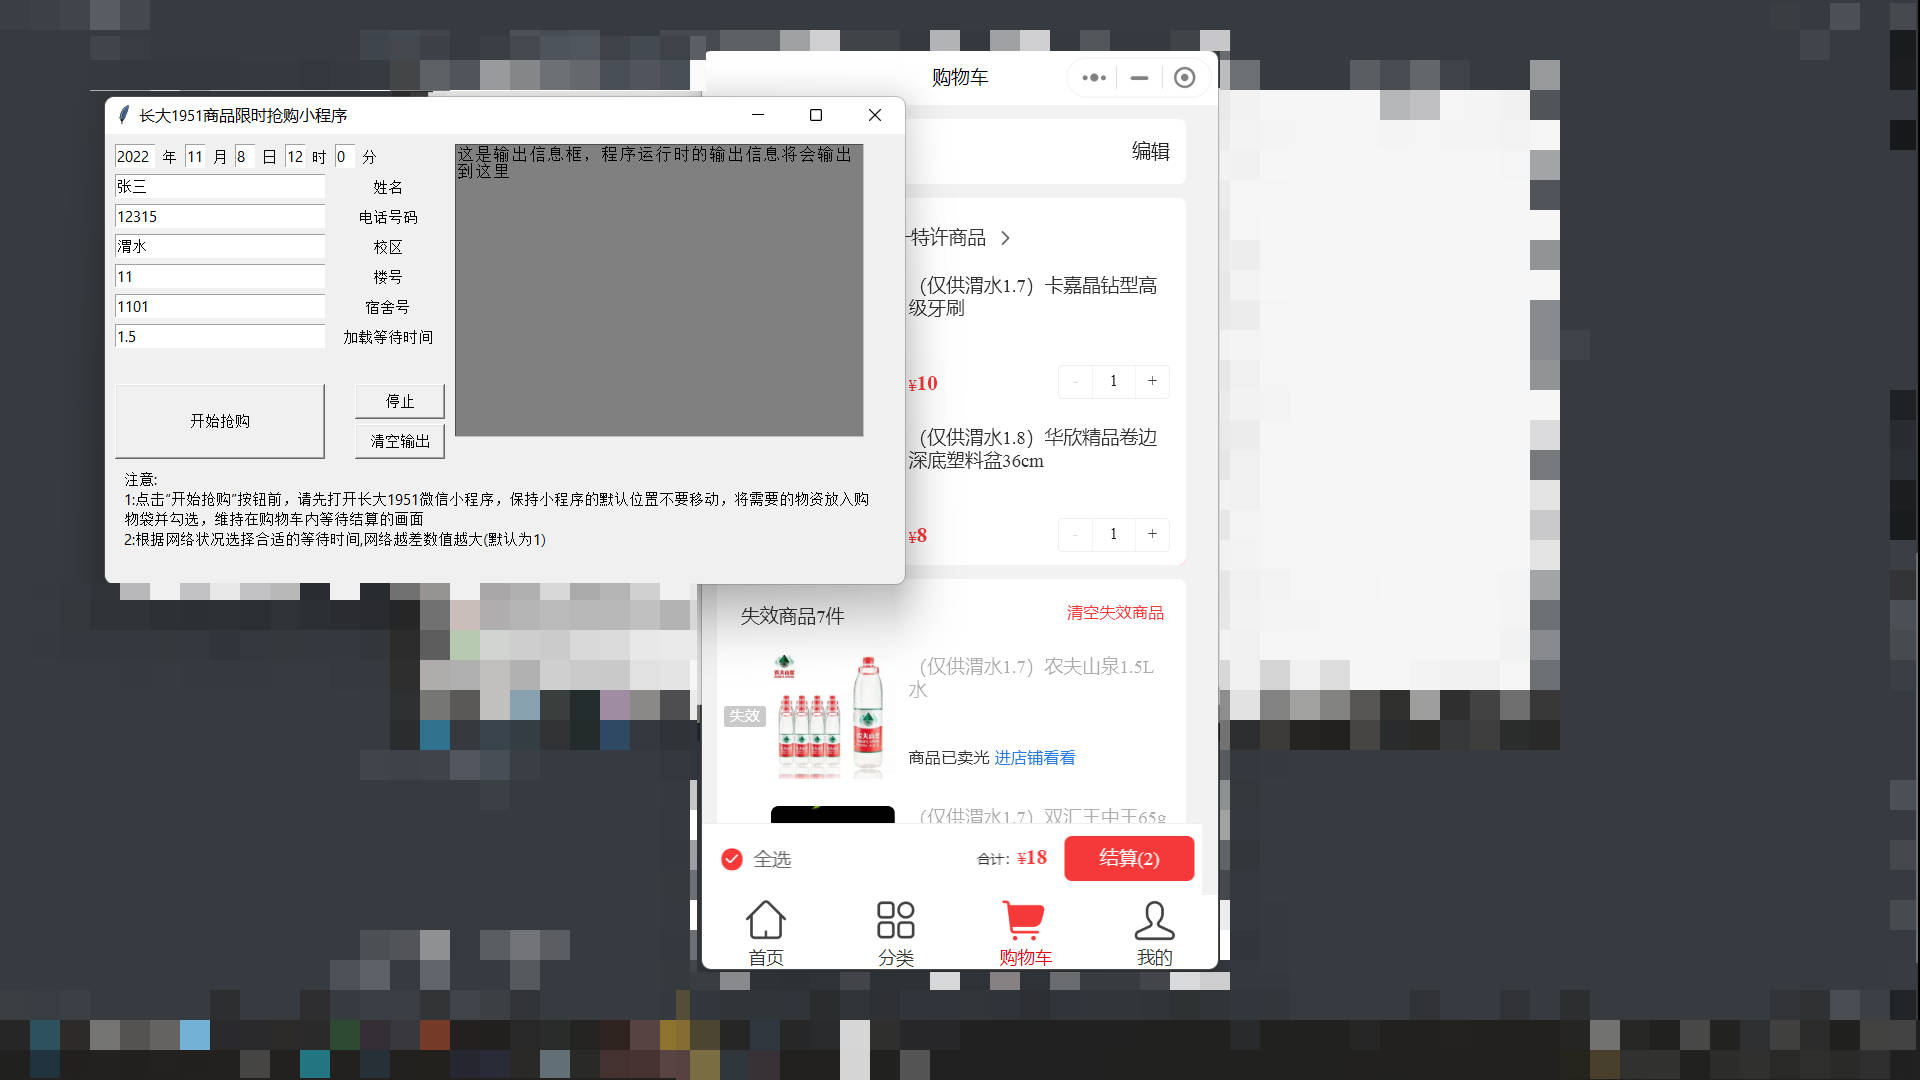 长大1951商品限时抢购小程序
2022 年 11 月 8 日 12 时 0 分
张三 姓名
12315 电话号码
渭水 校区
11 楼号
1101 宿舍号
1.5 加载等待时间
开始抢购
停止
清空输出
这是输出信息框，程序运行时的输出信息将会输出
到这里
注意:
1:点击“开始抢购”按钮前，请先打开长大1951微信小程序，保持小程序的默认位置不要移动，将需要的物资放入购
物袋并勾选，维持在购物车内等待结算的画面
2:根据网络状况选择合适的等待时间,网络越差数值越大(默认为1)
购物车
编辑
特许商品
（仅供渭水1.7）卡嘉晶钻型高
级牙刷
¥10 - 1 +
（仅供渭水1.8）华欣精品卷边
深底塑料盆36cm
¥8 - 1 +
失效商品7件 清空失效商品
（仅供渭水1.7）农夫山泉1.5L
水
失效
商品已卖光 进店铺看看
（仅供渭水1.7）双汇王中王65g
全选 合计：¥18 结算(2)
首页 分类 购物车 我的